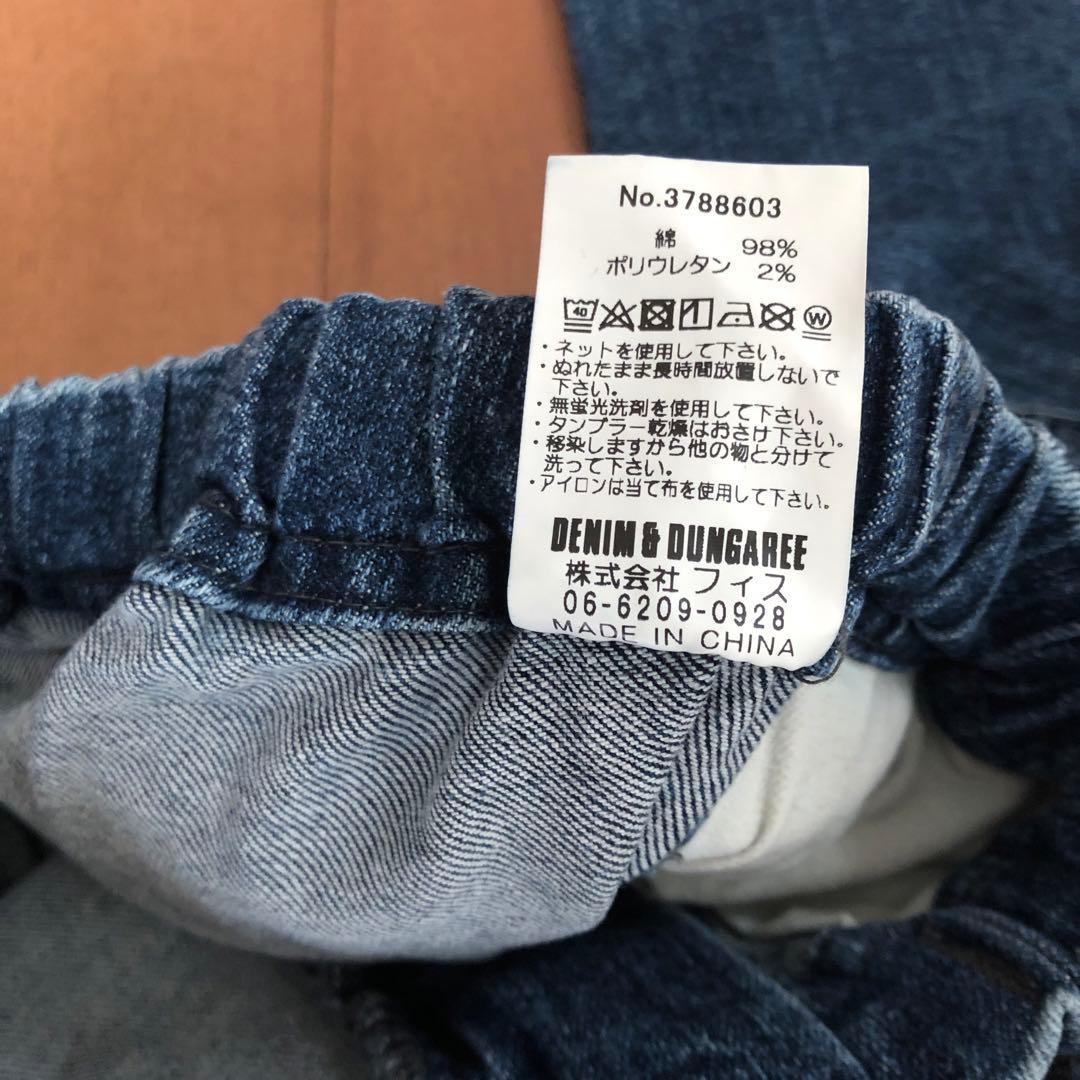 No.3788603
綿 98%
ポリウレタン 2%
40 W
・ネットを使用して下さい。
・ぬれたまま長時間放置しないで
下さい。
・無蛍光洗剤を使用して下さい。
・タンブラー乾燥はおさけ下さい。
・移染しますから他の物と分けて
洗って下さい。
・アイロンは当て布を使用して下さい。
DENIM & DUNGAREE
株式会社 フィス
06-6209-0928
MADE IN CHINA